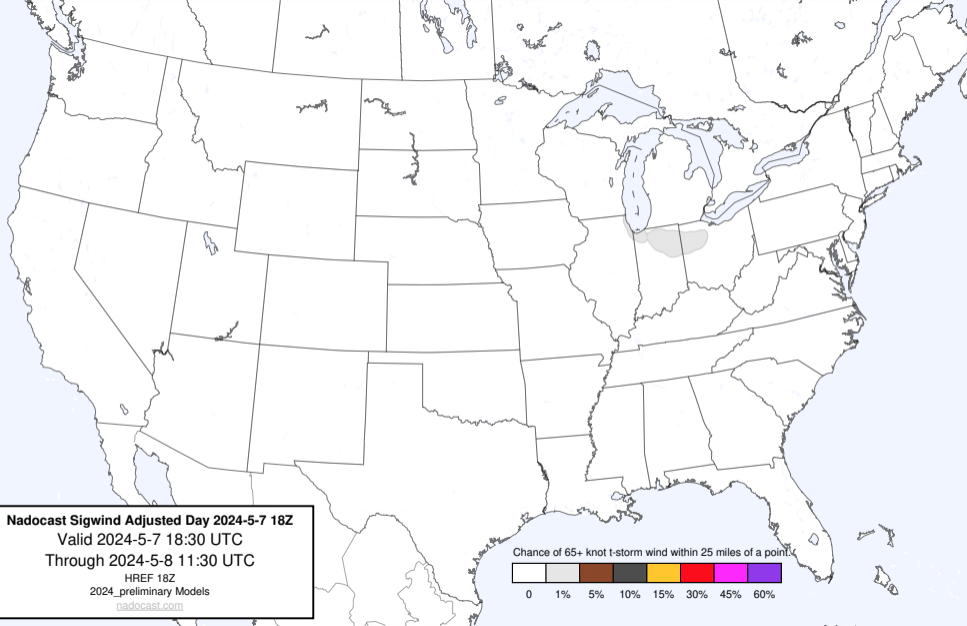 Nadocast Sigwind Adjusted Day 2024-5-7 18Z
Valid 2024-5-7 18:30 UTC
Through 2024-5-8 11:30 UTC
HREF 18Z
2024_preliminary Models
nadocast.com
Chance of 65+ knot t-storm wind within 25 miles of a point.
0 1% 5% 10% 15% 30% 45% 60%